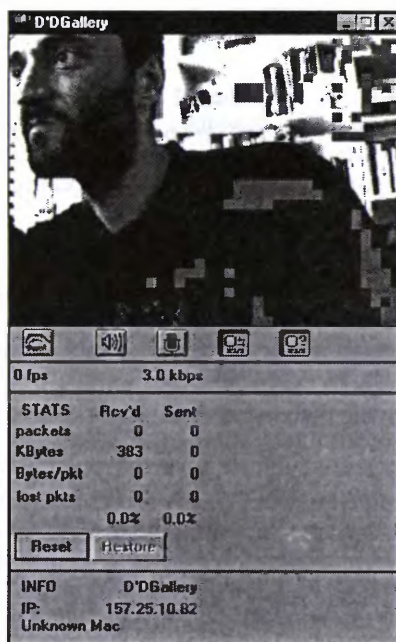 D'DGallery
0 fps 3.0 kbps
STATS Rcv'd Sent
packets 0 0
KBytes 383 0
Bytes/pkt 0 0
lost pkts 0 0
0.0% 0.0%
Reset Restore
INFO D'DGallery
IP: 157.25.10.82
Unknown Mac